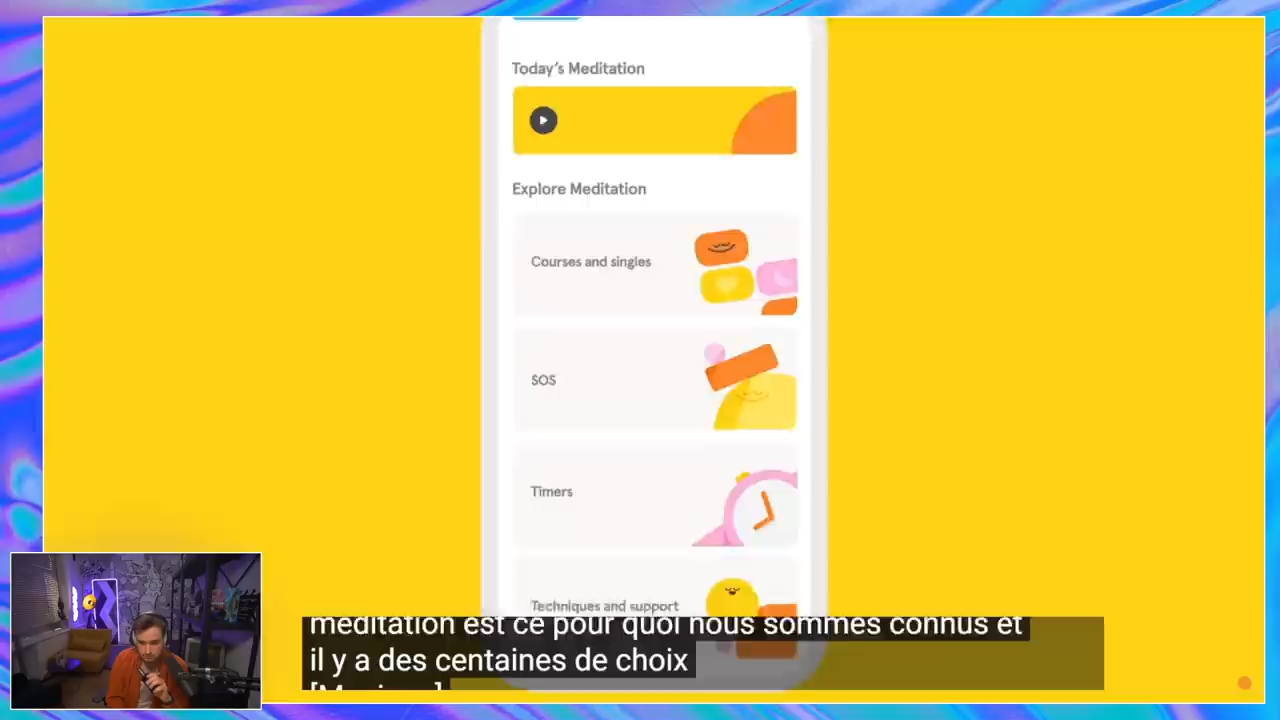 Today's Meditation
Explore Meditation
Courses and singles
SOS
Timers
Techniques and support
méditation est ce pour quoi nous sommes connus et
il y a des centaines de choix